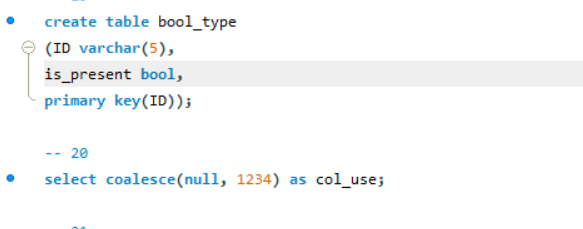 create table bool_type
(ID varchar(5),
is_present bool,
primary key(ID));
-- 20
select coalesce(null, 1234) as col_use;